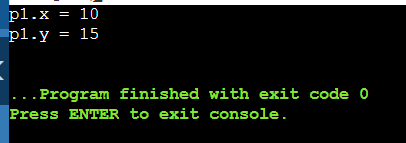 p1.x = 10
p1.y = 15
...Program finished with exit code 0
Press ENTER to exit console.